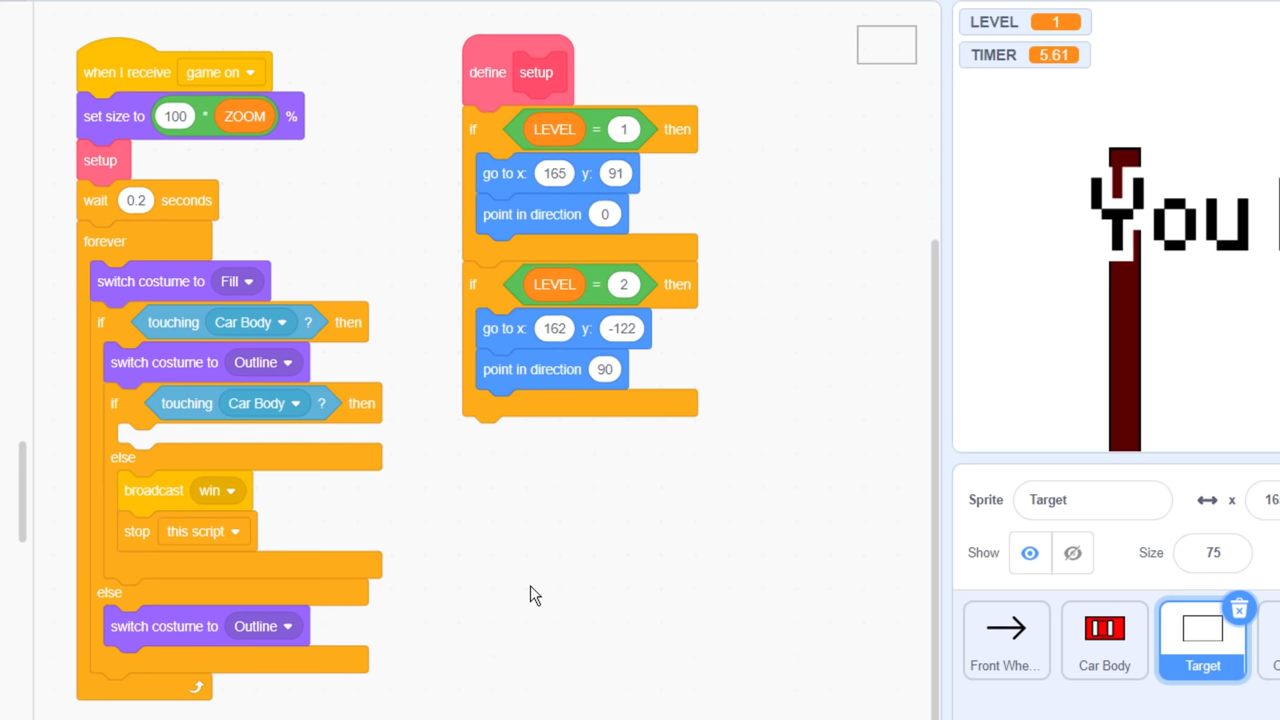 when I receive game on
set size to 100 * ZOOM %
setup
wait 0.2 seconds
forever
switch costume to Fill
if touching Car Body ? then
switch costume to Outline
if touching Car Body ? then
else
broadcast win
stop this script
else
switch costume to Outline
define setup
if LEVEL = 1 then
go to x: 165 y: 91
point in direction 0
if LEVEL = 2 then
go to x: 162 y: -122
point in direction 90
LEVEL 1
TIMER 5.61
You
Sprite Target x
Show Size 75
Front Whe...
Car Body
Target